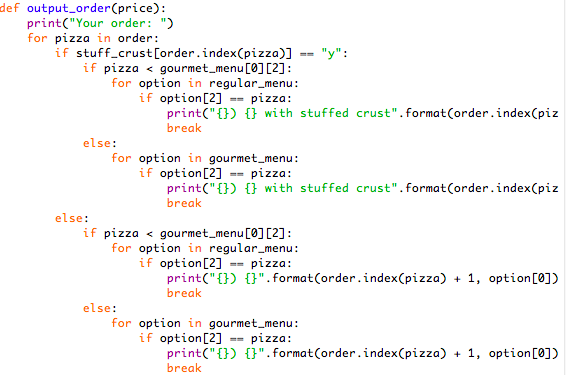 def output_order(price):
    print("Your order: ")
    for pizza in order:
        if stuff_crust[order.index(pizza)] == "y":
            if pizza < gourmet_menu[0][2]:
                for option in regular_menu:
                    if option[2] == pizza:
                        print("{}) {} with stuffed crust".format(order.index(piz
                        break
            else:
                for option in gourmet_menu:
                    if option[2] == pizza:
                        print("{}) {} with stuffed crust".format(order.index(piz
                        break
        else:
            if pizza < gourmet_menu[0][2]:
                for option in regular_menu:
                    if option[2] == pizza:
                        print("{}) {}".format(order.index(pizza) + 1, option[0])
                        break
            else:
                for option in gourmet_menu:
                    if option[2] == pizza:
                        print("{}) {}".format(order.index(pizza) + 1, option[0])
                        break